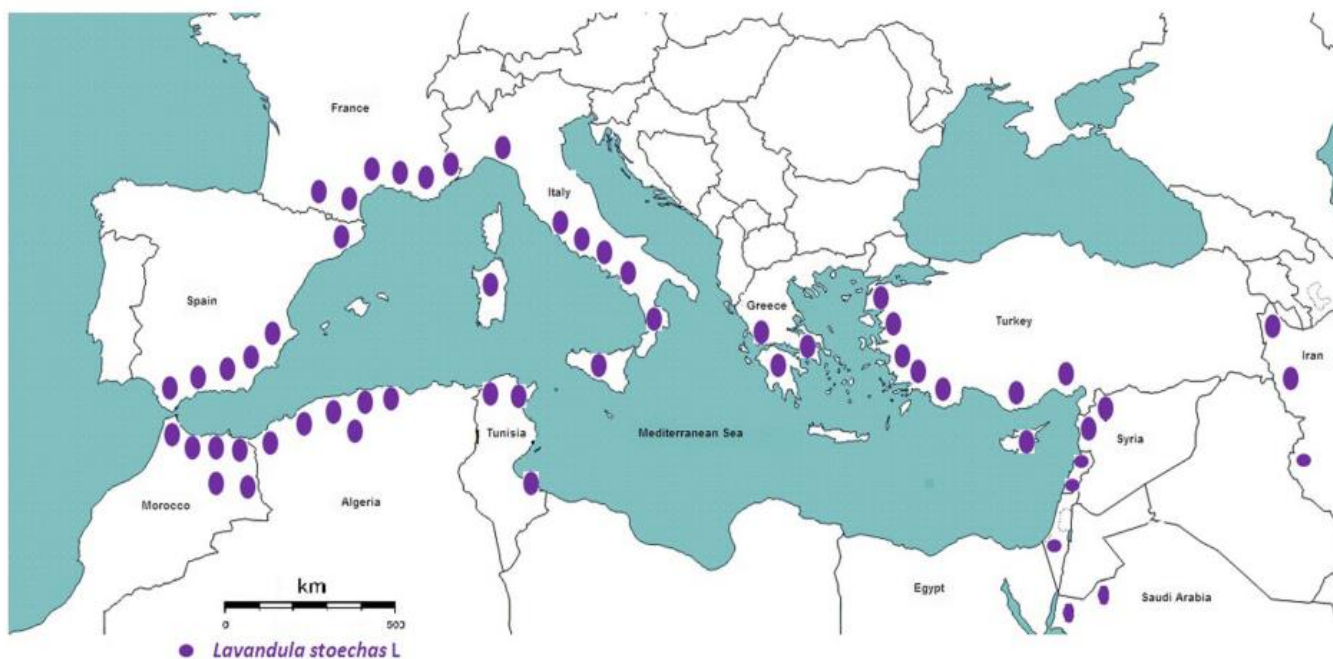 France
Italy
Spain
Greece
Turkey
Iran
Tunisia
Mediterranean Sea
Syria
Morocco
Algeria
Egypt
Saudi Arabia
km
0 500
Lavandula stoechas L